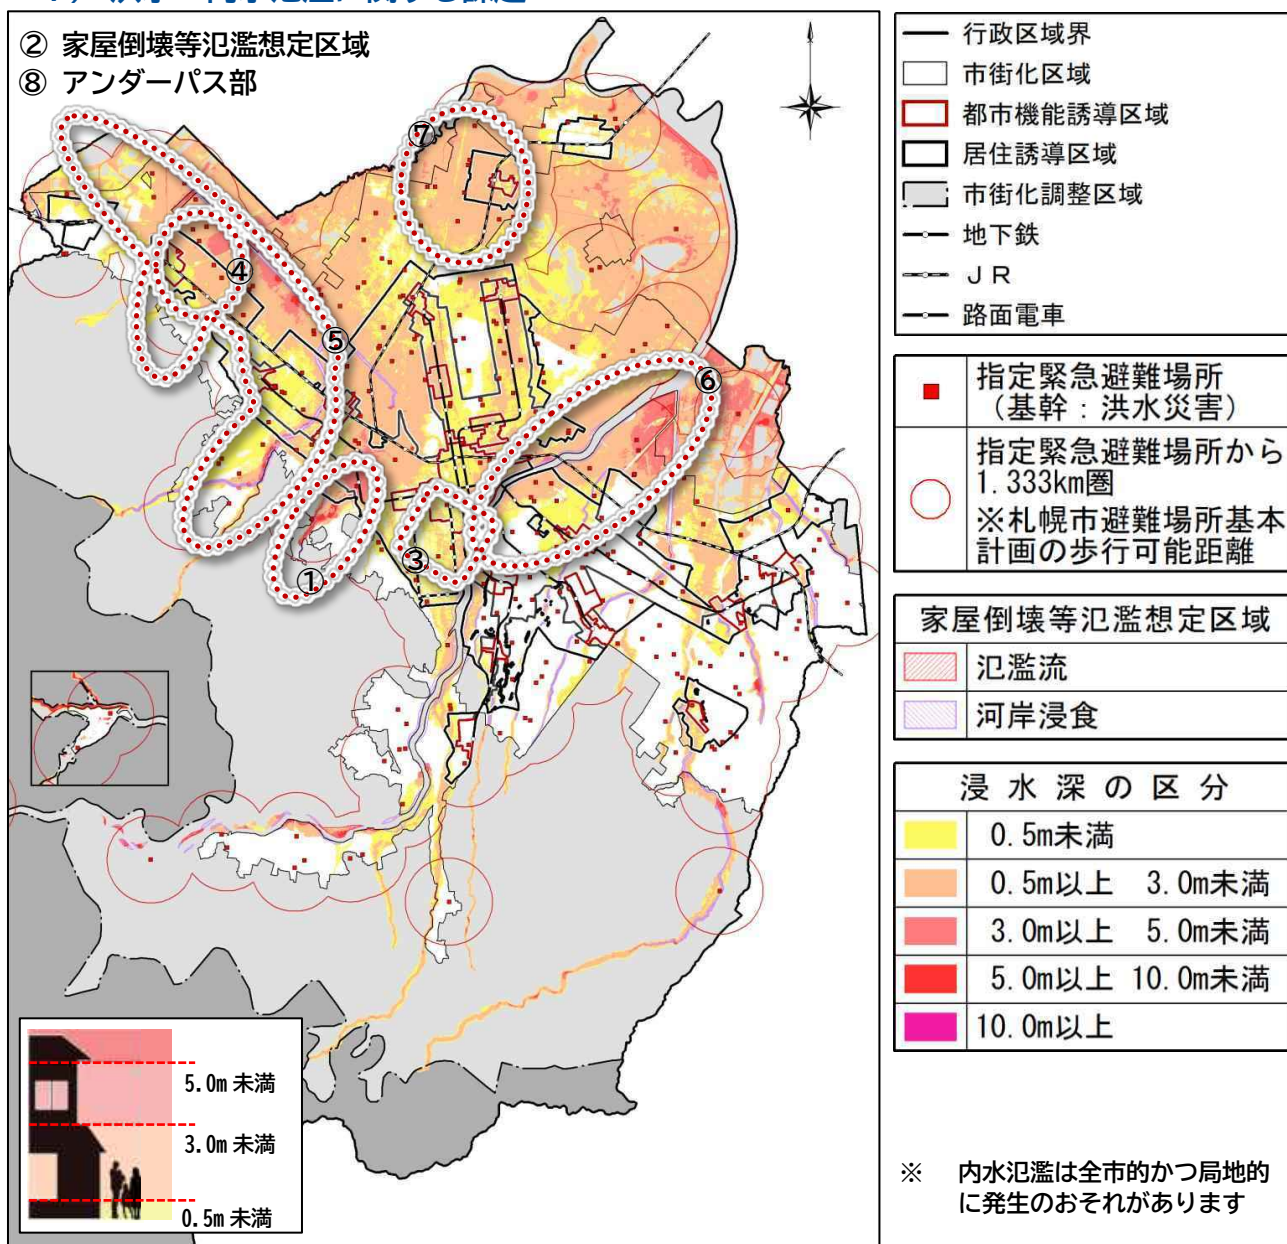 ② 家屋倒壊等氾濫想定区域
⑧ アンダーパス部
⑦
④
⑤
⑥
③
①
5.0m 未満
3.0m 未満
0.5m 未満
行政区域界
市街化区域
都市機能誘導区域
居住誘導区域
市街化調整区域
地下鉄
ＪＲ
路面電車
指定緊急避難場所
（基幹：洪水災害）
指定緊急避難場所から
1.333km圏
※札幌市避難場所基本
計画の歩行可能距離
家屋倒壊等氾濫想定区域
氾濫流
河岸浸食
浸水深の区分
0.5m未満
0.5m以上 3.0m未満
3.0m以上 5.0m未満
5.0m以上 10.0m未満
10.0m以上
※ 内水氾濫は全市的かつ局地的
に発生のおそれがあります